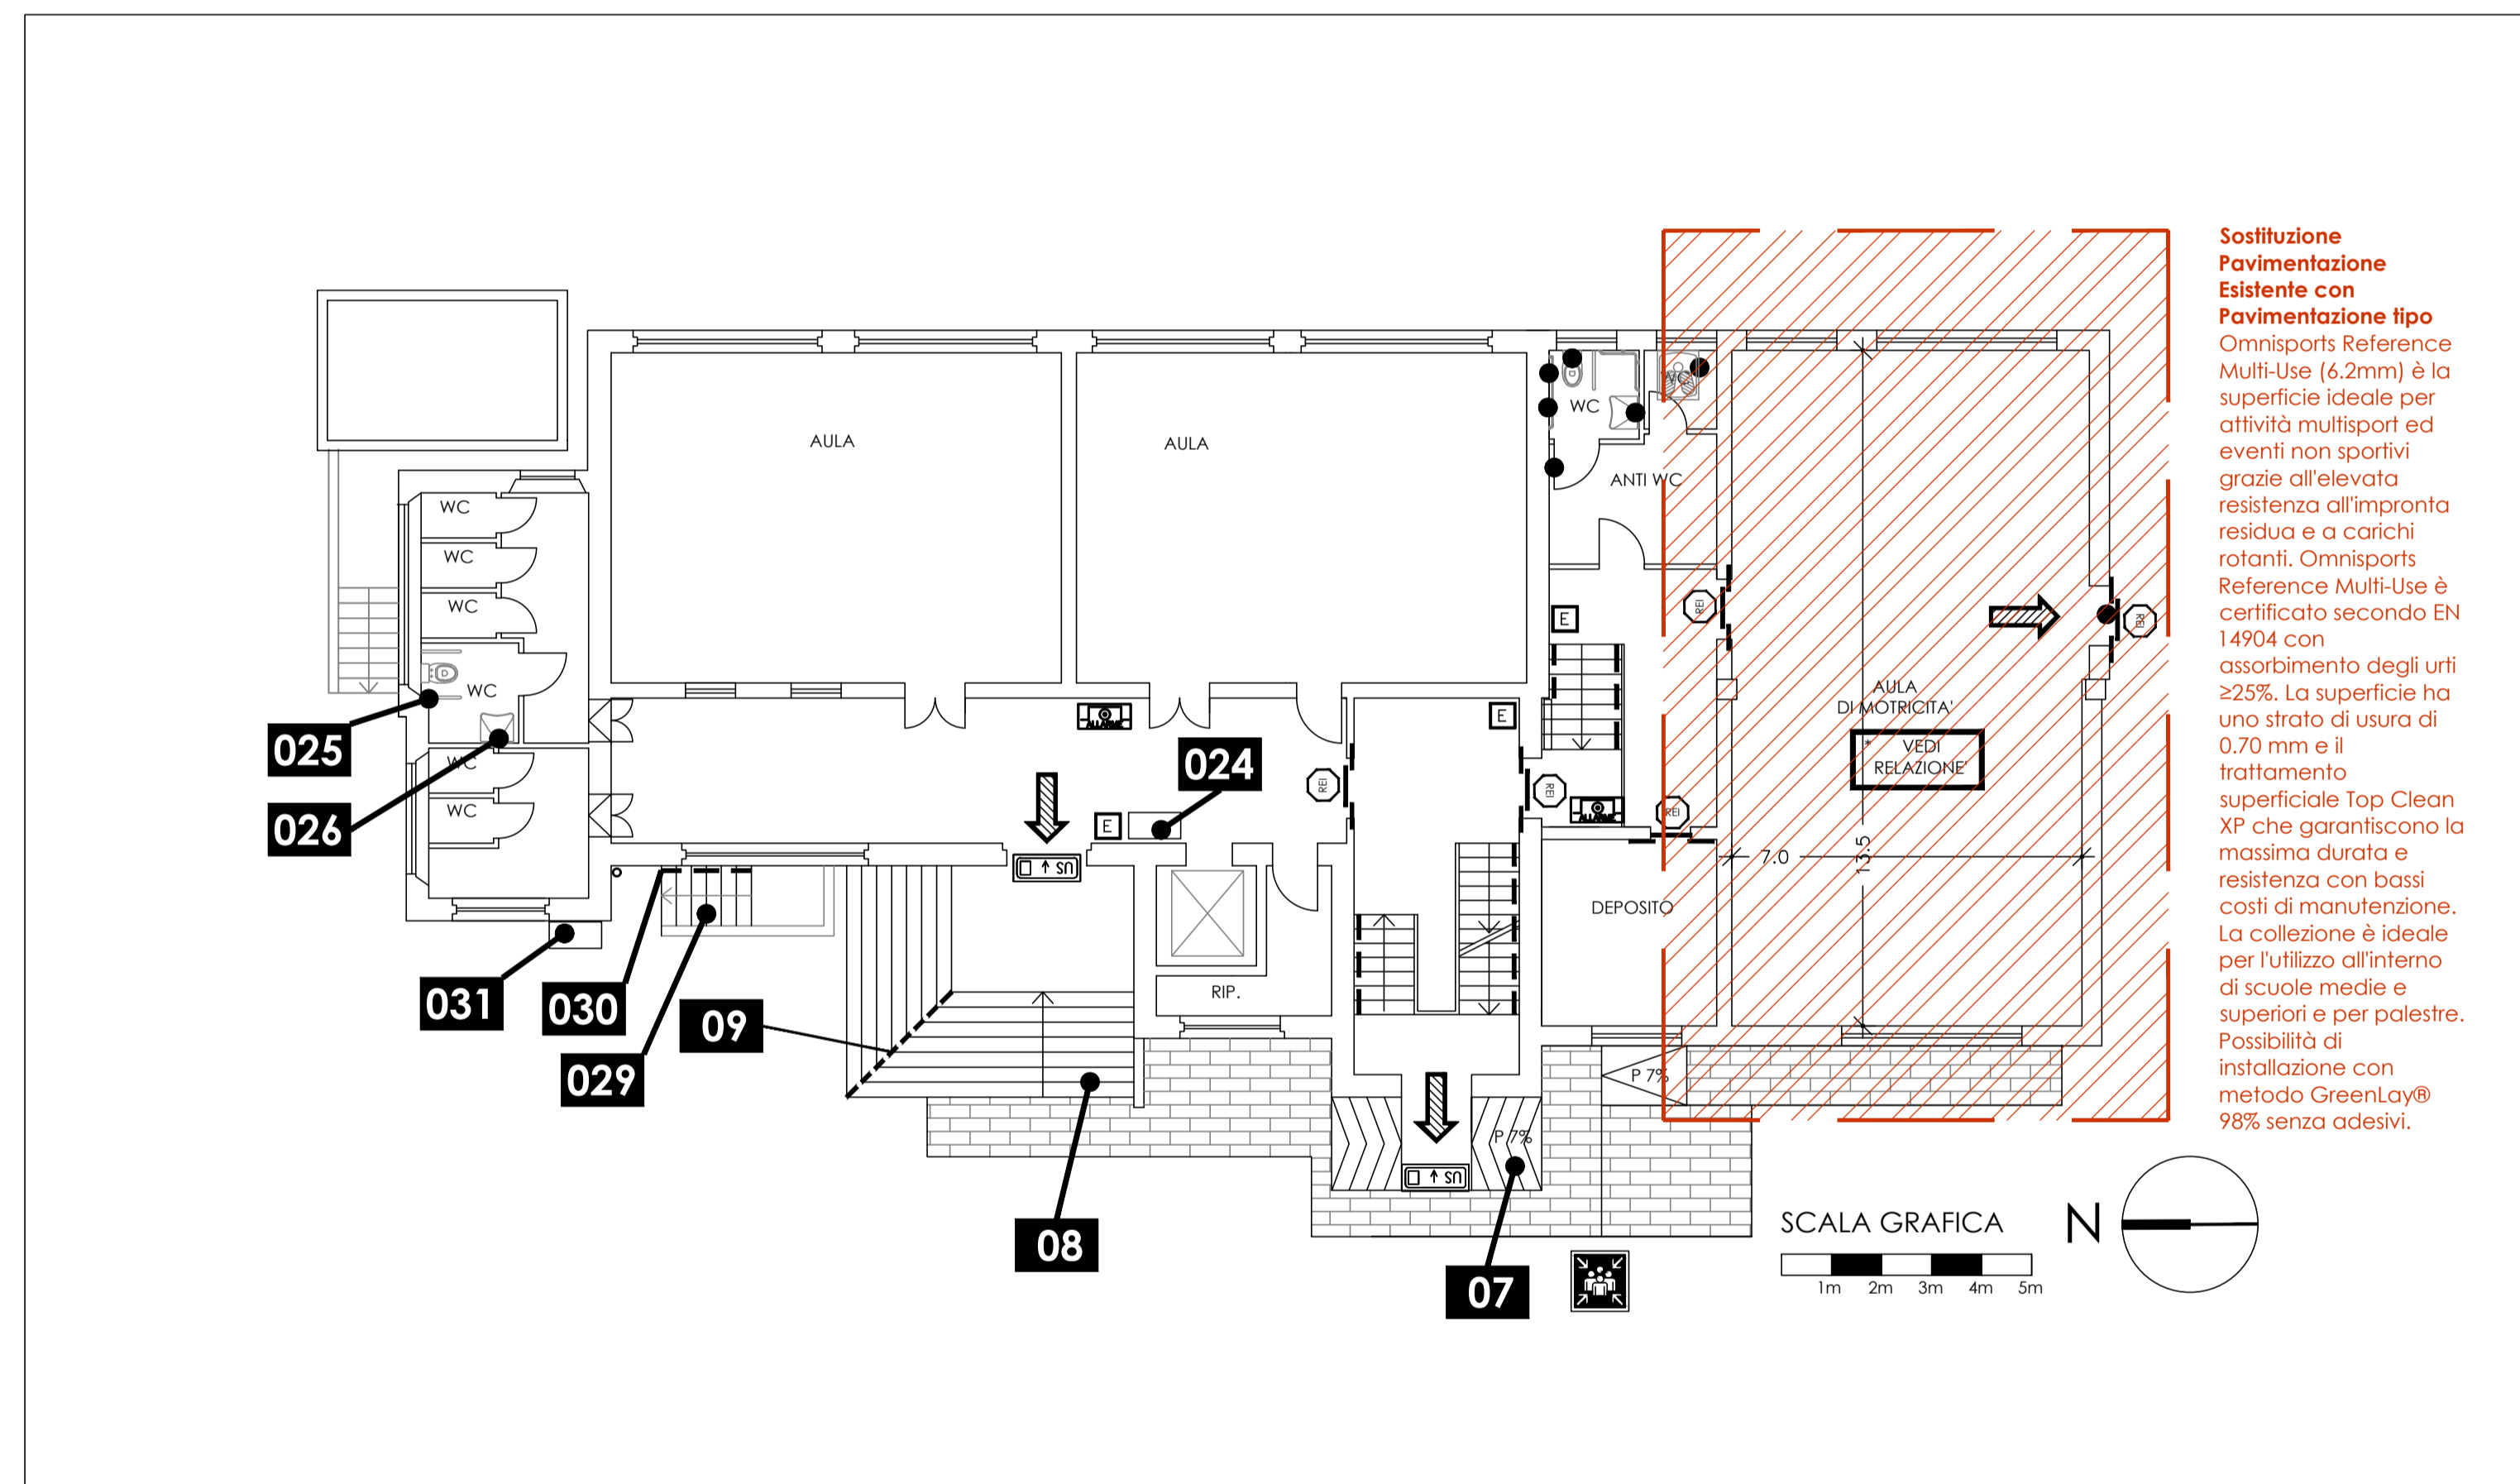 Sostituzione
Pavimentazione
Esistente con
Pavimentazione tipo
Omnisports Reference
Multi-Use (6.2mm) è la
superficie ideale per
attività multisport ed
eventi non sportivi
grazie all'elevata
resistenza all'impronta
residua e a carichi
rotanti. Omnisports
Reference Multi-Use è
certificato secondo EN
14904 con
assorbimento degli urti
≥25%. La superficie ha
uno strato di usura di
0.70 mm e il
trattamento
superficiale Top Clean
XP che garantiscono la
massima durata e
resistenza con bassi
costi di manutenzione.
La collezione è ideale
per l'utilizzo all'interno
di scuole medie e
superiori e per palestre.
Possibilità di
installazione con
metodo GreenLay®
98% senza adesivi.
WC
WC
AULA
AULA
ANTI WC
WC
WC
WC
WC
WC
WC
E
REI
REI
AULA
DI MOTRICITA'
* VEDI
RELAZIONE'
ALLARME
E
025
026
024
E
REI
REI
ALLARME
REI
7.0
13.5
US
DEPOSITO
RIP.
031
030
09
029
P 7%
P 7%
US
08
07
SCALA GRAFICA
N
1m 2m 3m 4m 5m